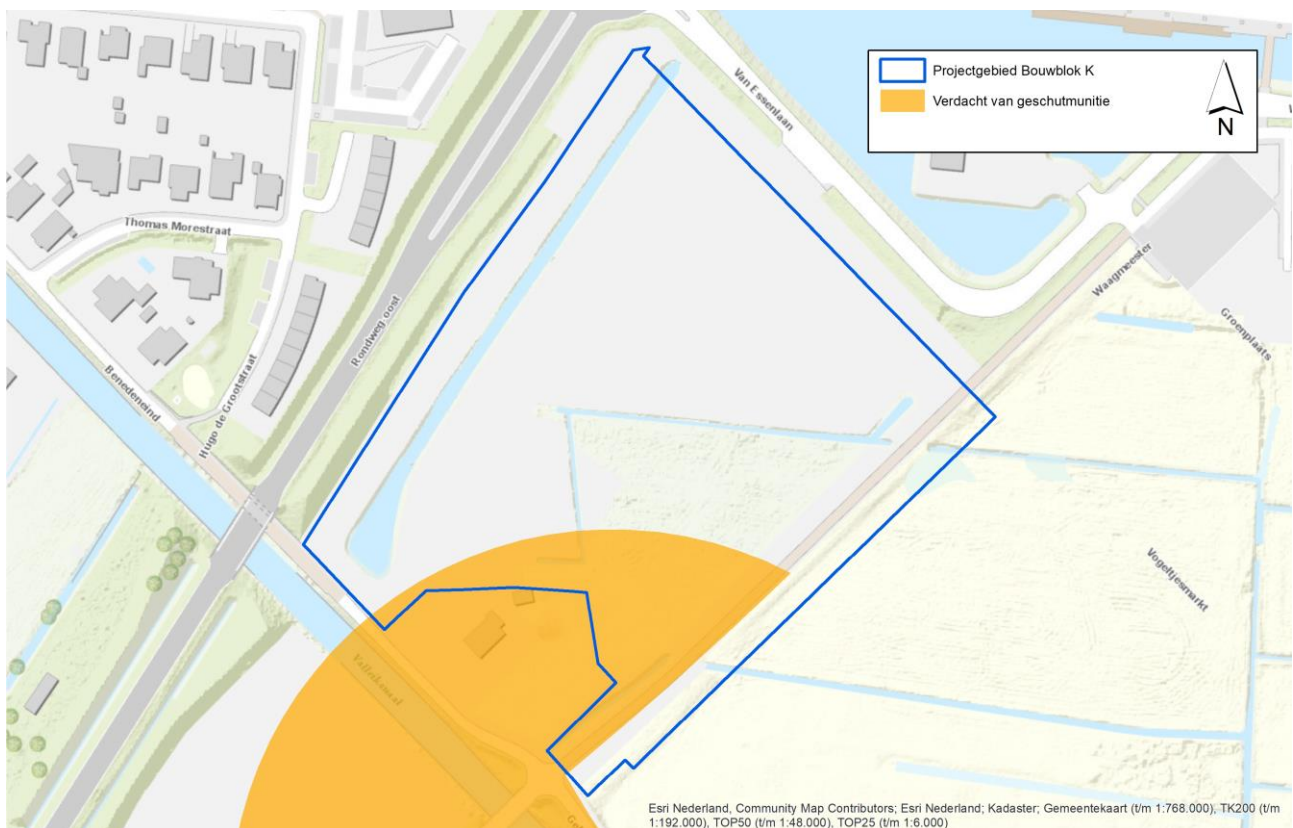 Projectgebied Bouwblok K
Verdacht van geschutmunitie
N
Van Essenlaan
Thomas Morestraat
Rondweg oost
Waagmeester
Groenplaats
Benedeneind
Hugo de Grootstraat
Vogeltjesmarkt
Valleikanaal
Esri Nederland, Community Map Contributors; Esri Nederland; Kadaster; Gemeentekaart (t/m 1:768.000), TK200 (t/m
1:192.000), TOP50 (t/m 1:48.000), TOP25 (t/m 1:6.000)